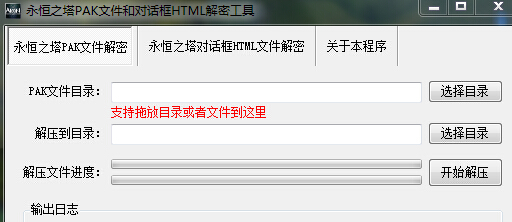 永恒之塔PAK文件和对话框HTML解密工具
永恒之塔PAK文件解密 永恒之塔对话框HTML文件解密 关于本程序
PAK文件目录： 选择目录
支持拖放目录或者文件到这里
解压到目录： 选择目录
解压文件进度： 开始解压
输出日志